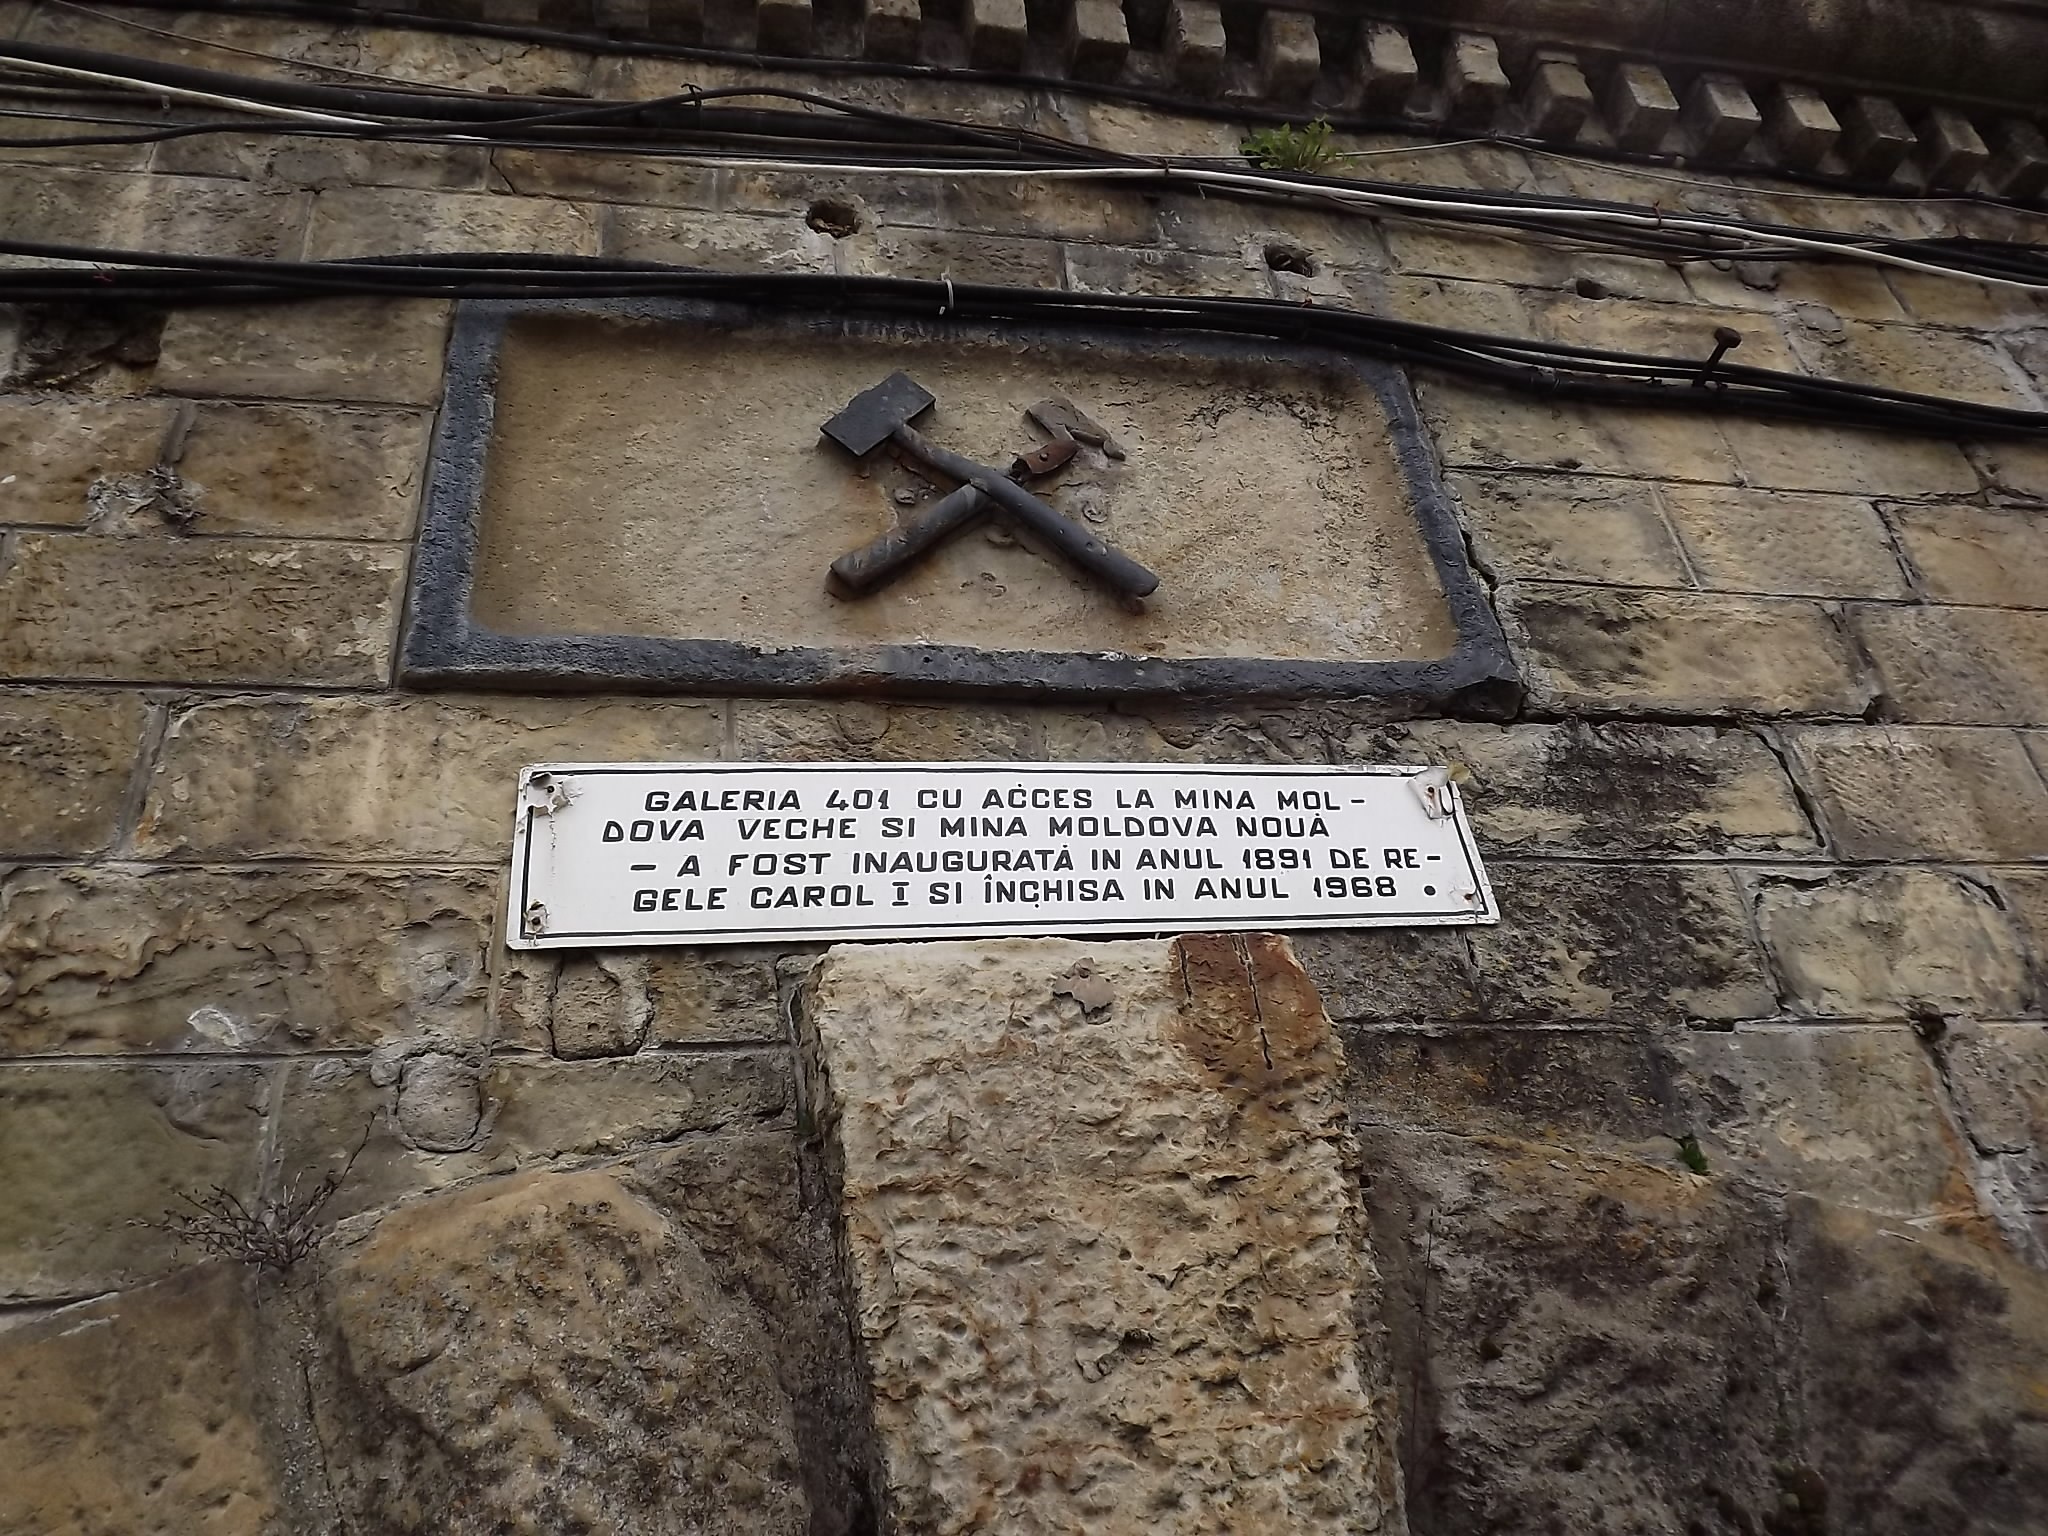 GALERIA 401 CU ACCES LA MINA MOL-
DOVA VECHE SI MINA MOLDOVA NOUĂ
- A FOST INAUGURATĂ IN ANUL 1891 DE RE-
GELE CAROL I SI ÎNCHISA IN ANUL 1968.